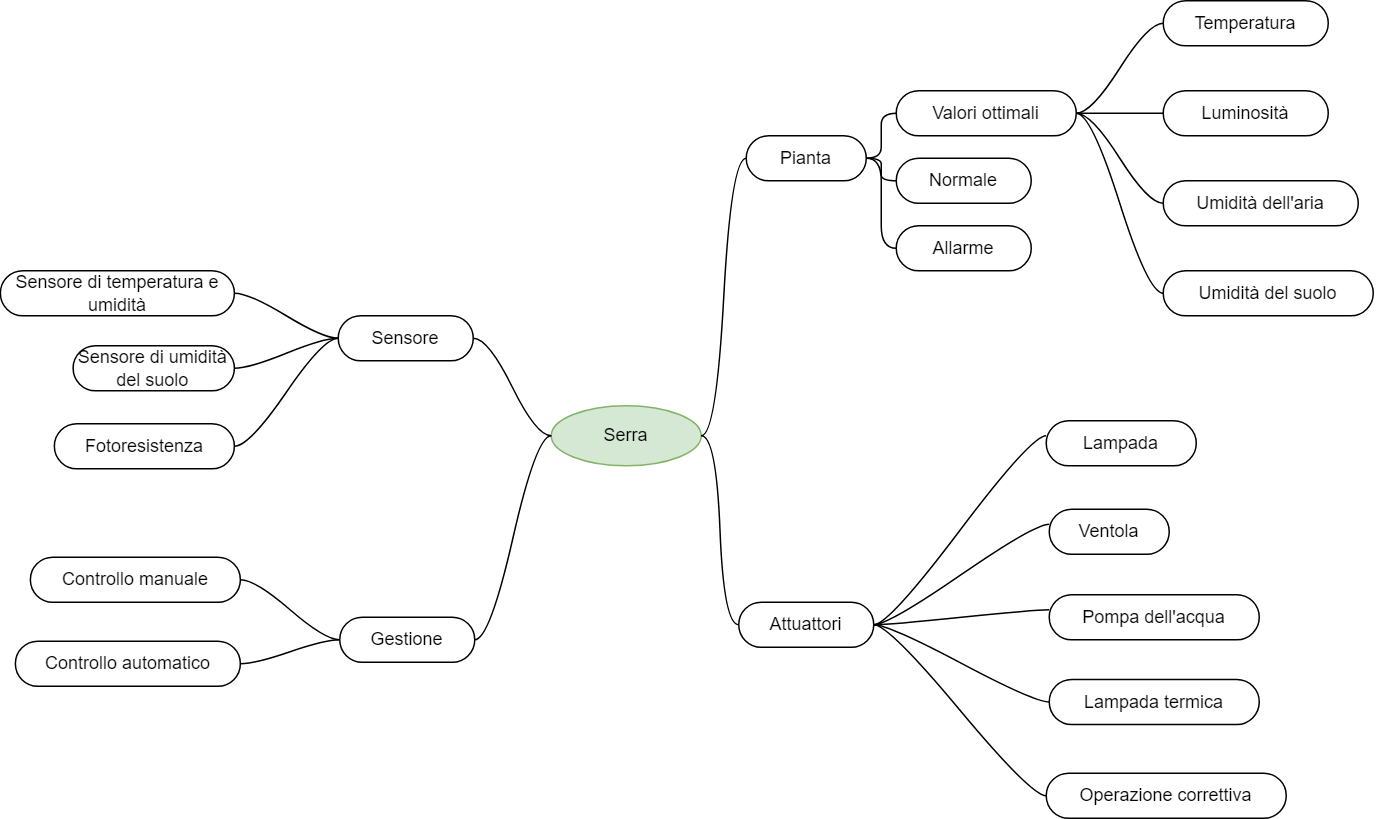 Temperatura
Valori ottimali
Luminosità
Pianta
Normale
Umidità dell'aria
Allarme
Umidità del suolo
Sensore di temperatura e
umidità
Sensore
Sensore di umidità
del suolo
Fotoresistenza
Serra
Lampada
Ventola
Controllo manuale
Pompa dell'acqua
Attuattori
Gestione
Controllo automatico
Lampada termica
Operazione correttiva